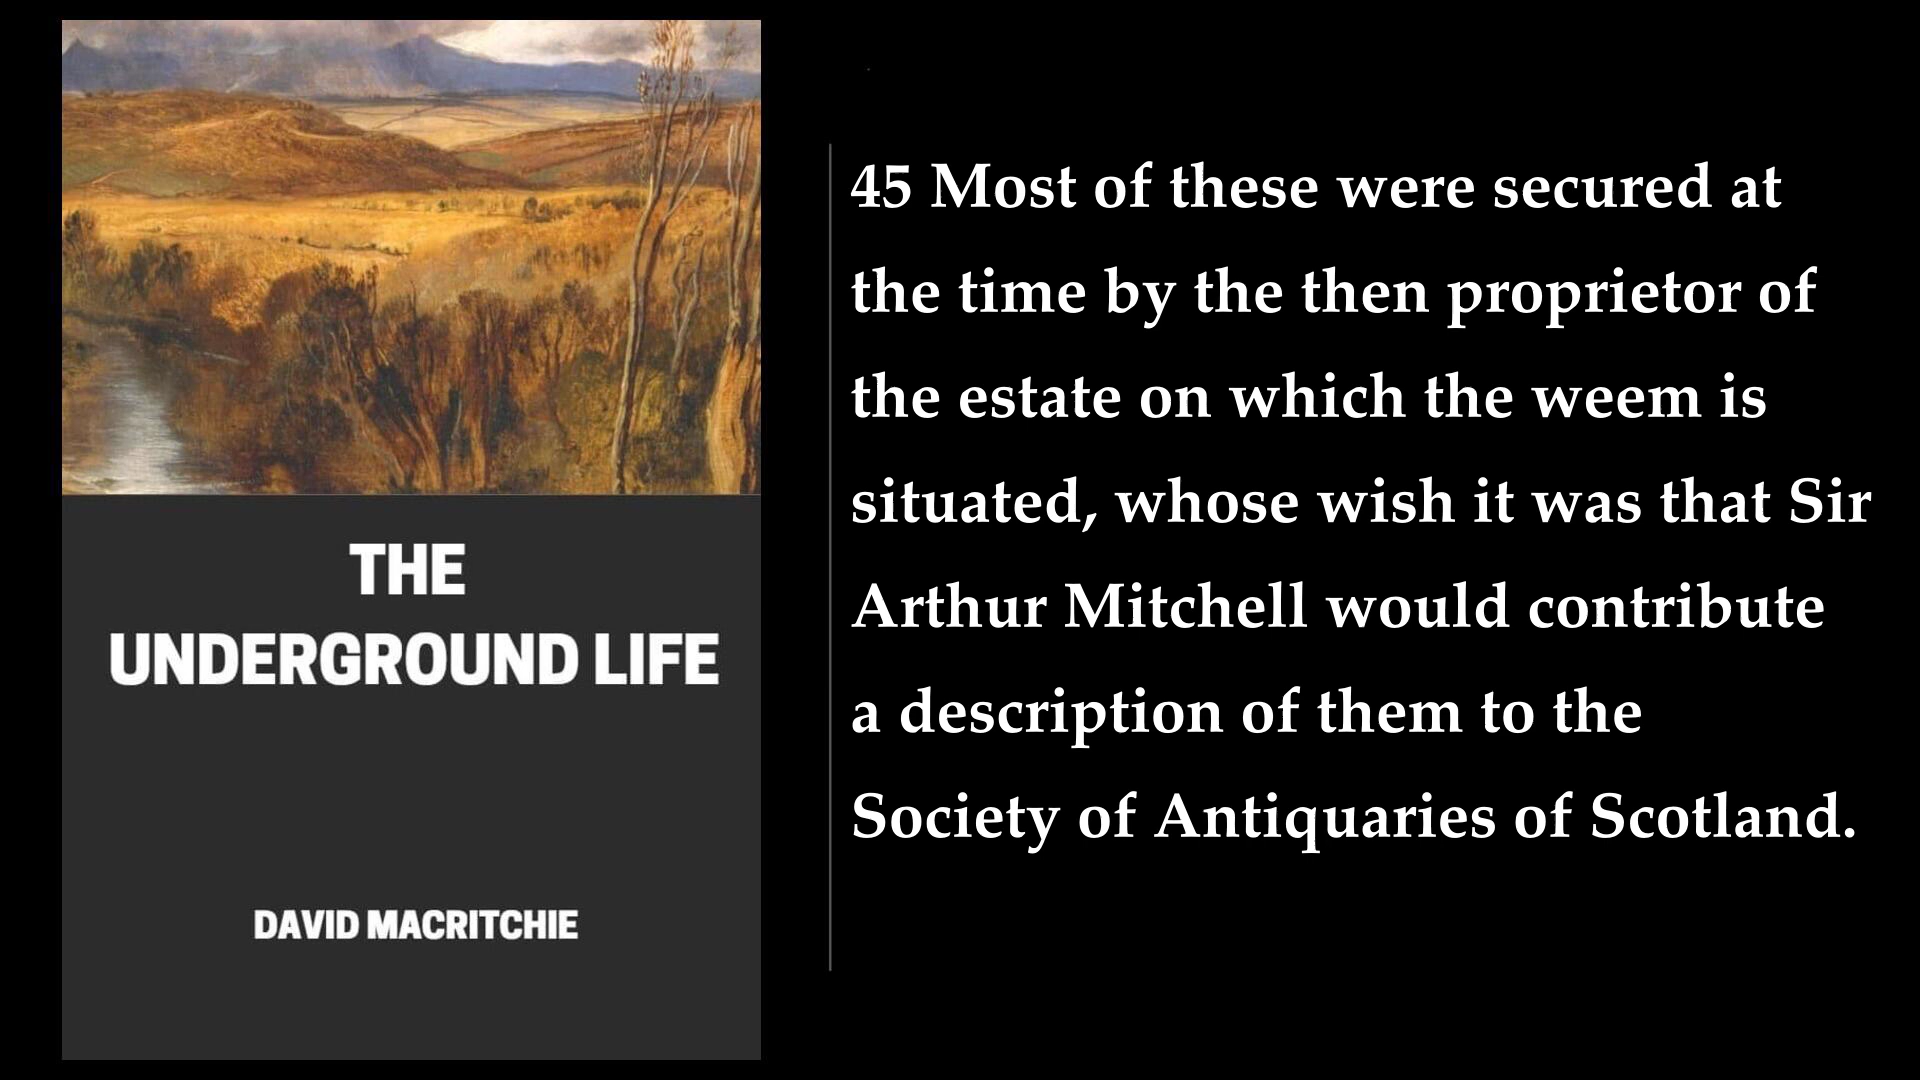 THE
UNDERGROUND LIFE
DAVID MACRITCHIE
45 Most of these were secured at
the time by the then proprietor of
the estate on which the weem is
situated, whose wish it was that Sir
Arthur Mitchell would contribute
a description of them to the
Society of Antiquaries of Scotland.